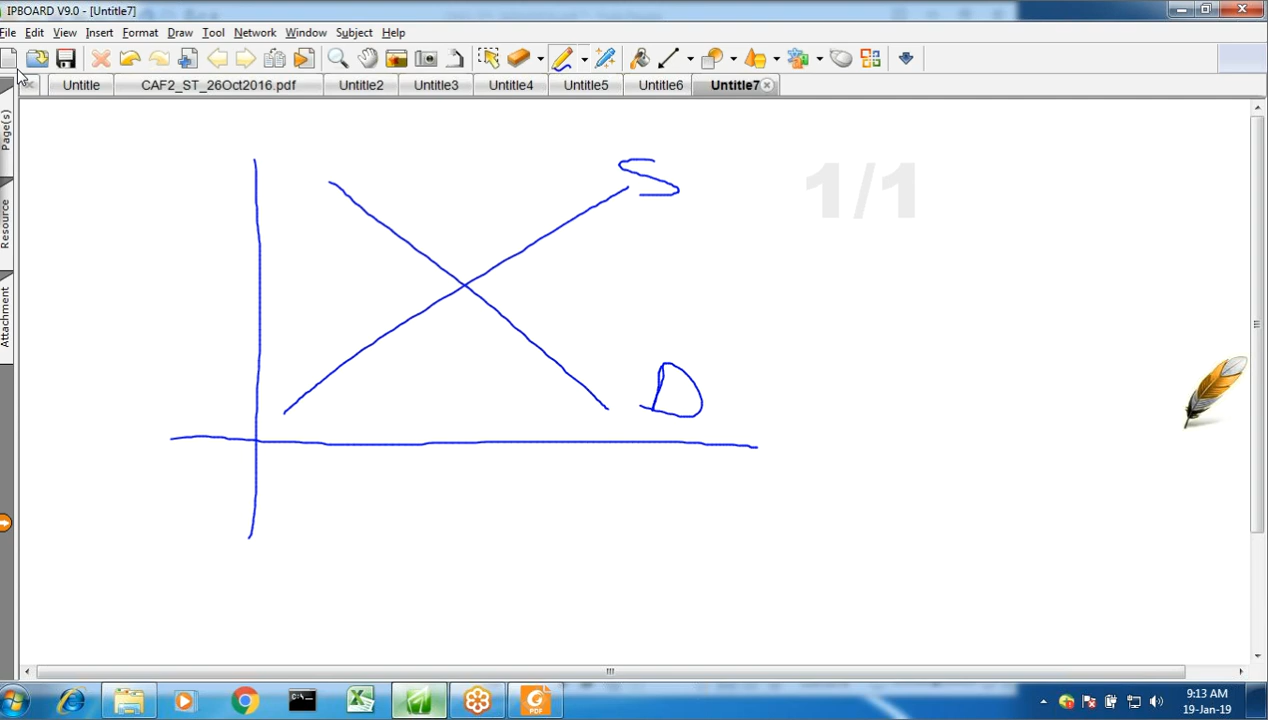 IPBOARD V9.0 - [Untitle7]
File Edit View Insert Format Draw Tool Network Window Subject Help
Untitle CAF2_ST_26Oct2016.pdf Untitle2 Untitle3 Untitle4 Untitle5 Untitle6 Untitle7
Page(s)
Resource
Attachment
S
1/1
D
PDF
9:13 AM
19-Jan-19